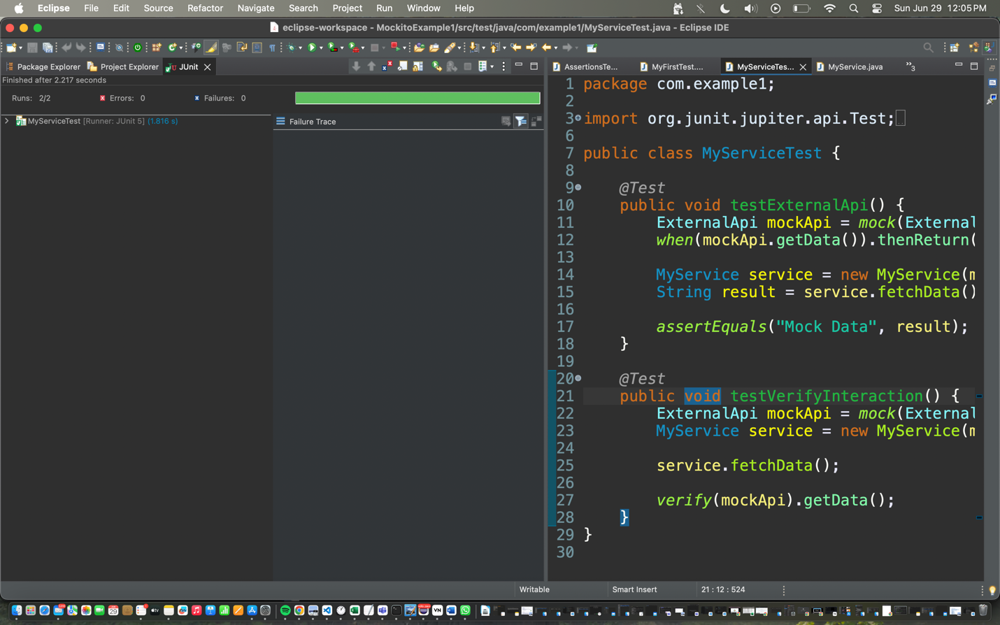 Eclipse File Edit Source Refactor Navigate Search Project Run Window Help Sun Jun 29 12:05 PM
eclipse-workspace - MockitoExample1/src/test/java/com/example1/MyServiceTest.java - Eclipse IDE
Package Explorer Project Explorer JUnit
Finished after 2.217 seconds
Runs: 2/2 Errors: 0 Failures: 0
MyServiceTest [Runner: JUnit 5] (1.816 s)
Failure Trace
AssertionsTe... MyFirstTest.... MyServiceTes... MyService.java 3
1 package com.example1;
2
3 import org.junit.jupiter.api.Test;
6
7 public class MyServiceTest {
8
9 @Test
10 public void testExternalApi() {
11 ExternalApi mockApi = mock(External
12 when(mockApi.getData()).thenReturn(
13
14 MyService service = new MyService(m
15 String result = service.fetchData()
16
17 assertEquals("Mock Data", result);
18 }
19
20 @Test
21 public void testVerifyInteraction() {
22 ExternalApi mockApi = mock(External
23 MyService service = new MyService(m
24
25 service.fetchData();
26
27 verify(mockApi).getData();
28 }
29 }
30
Writable Smart Insert 21 : 12 : 524